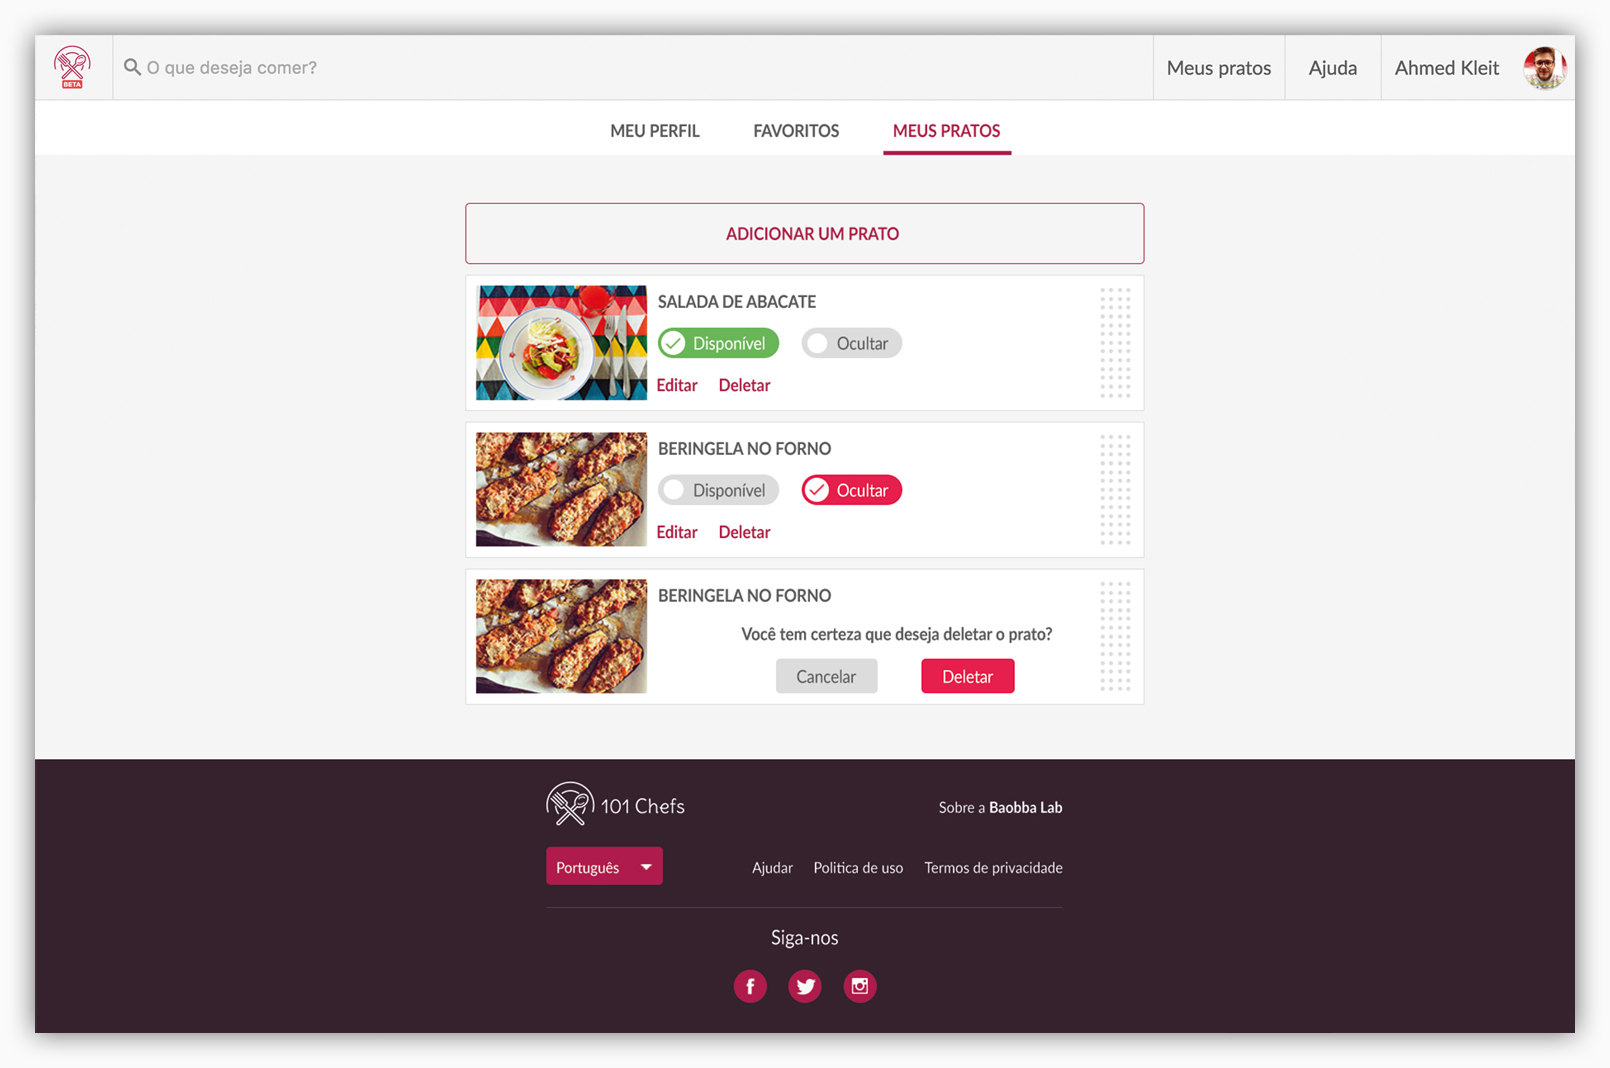 BETA
O que deseja comer?
Meus pratos
Ajuda
Ahmed Kleit
MEU PERFIL
FAVORITOS
MEUS PRATOS
ADICIONAR UM PRATO
SALADA DE ABACATE
Disponível
Ocultar
Editar
Deletar
BERINGELA NO FORNO
Disponível
Ocultar
Editar
Deletar
BERINGELA NO FORNO
Você tem certeza que deseja deletar o prato?
Cancelar
Deletar
101 Chefs
Sobre a Baobba Lab
Português
Ajudar
Politica de uso
Termos de privacidade
Siga-nos